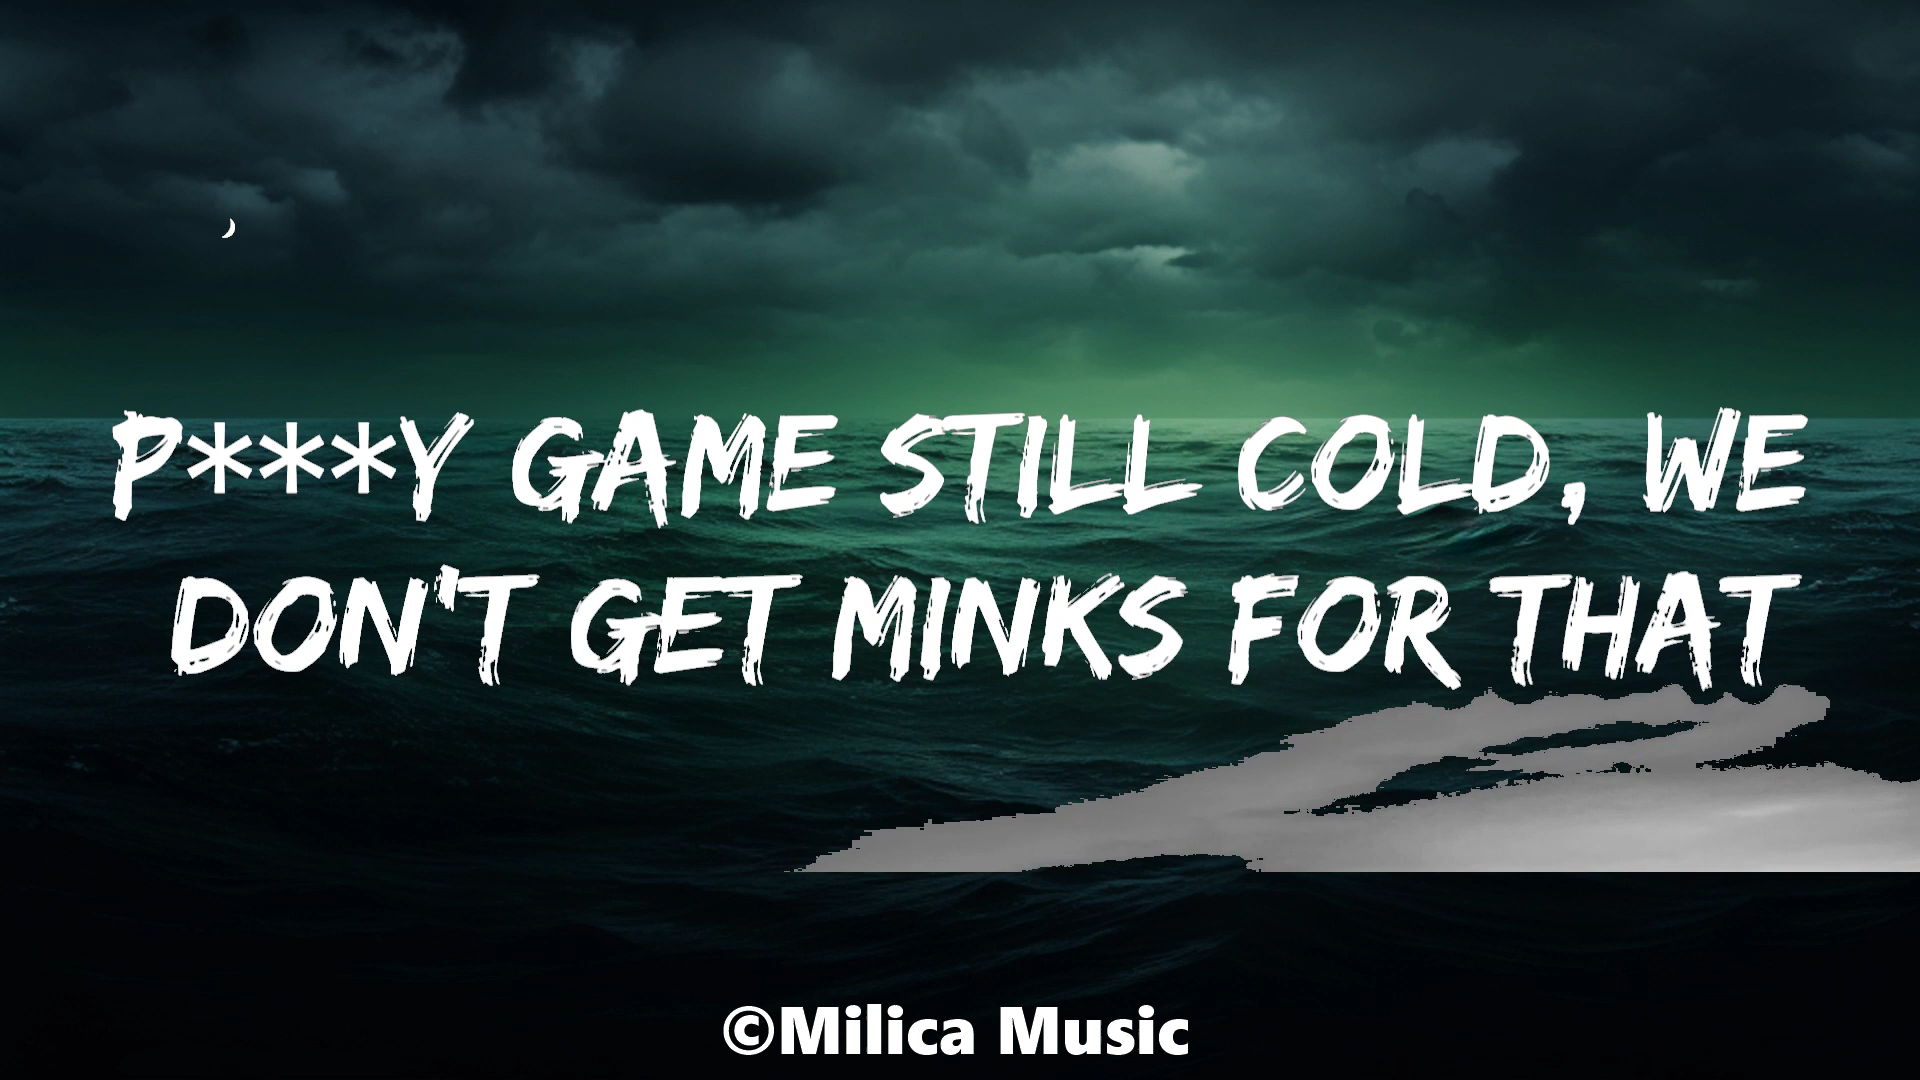 P***Y GAME STILL COLD, WE
DON'T GET MINKS FOR THAT
©Milica Music